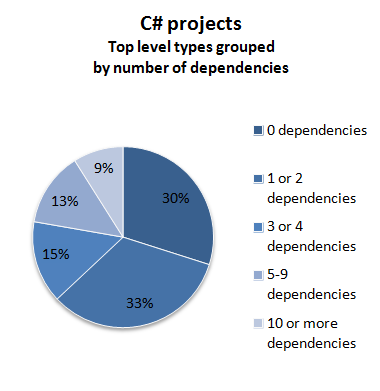 C# projects
Top level types grouped
by number of dependencies
0 dependencies
1 or 2
dependencies
3 or 4
dependencies
5-9
dependencies
10 or more
dependencies
30%
33%
15%
13%
9%